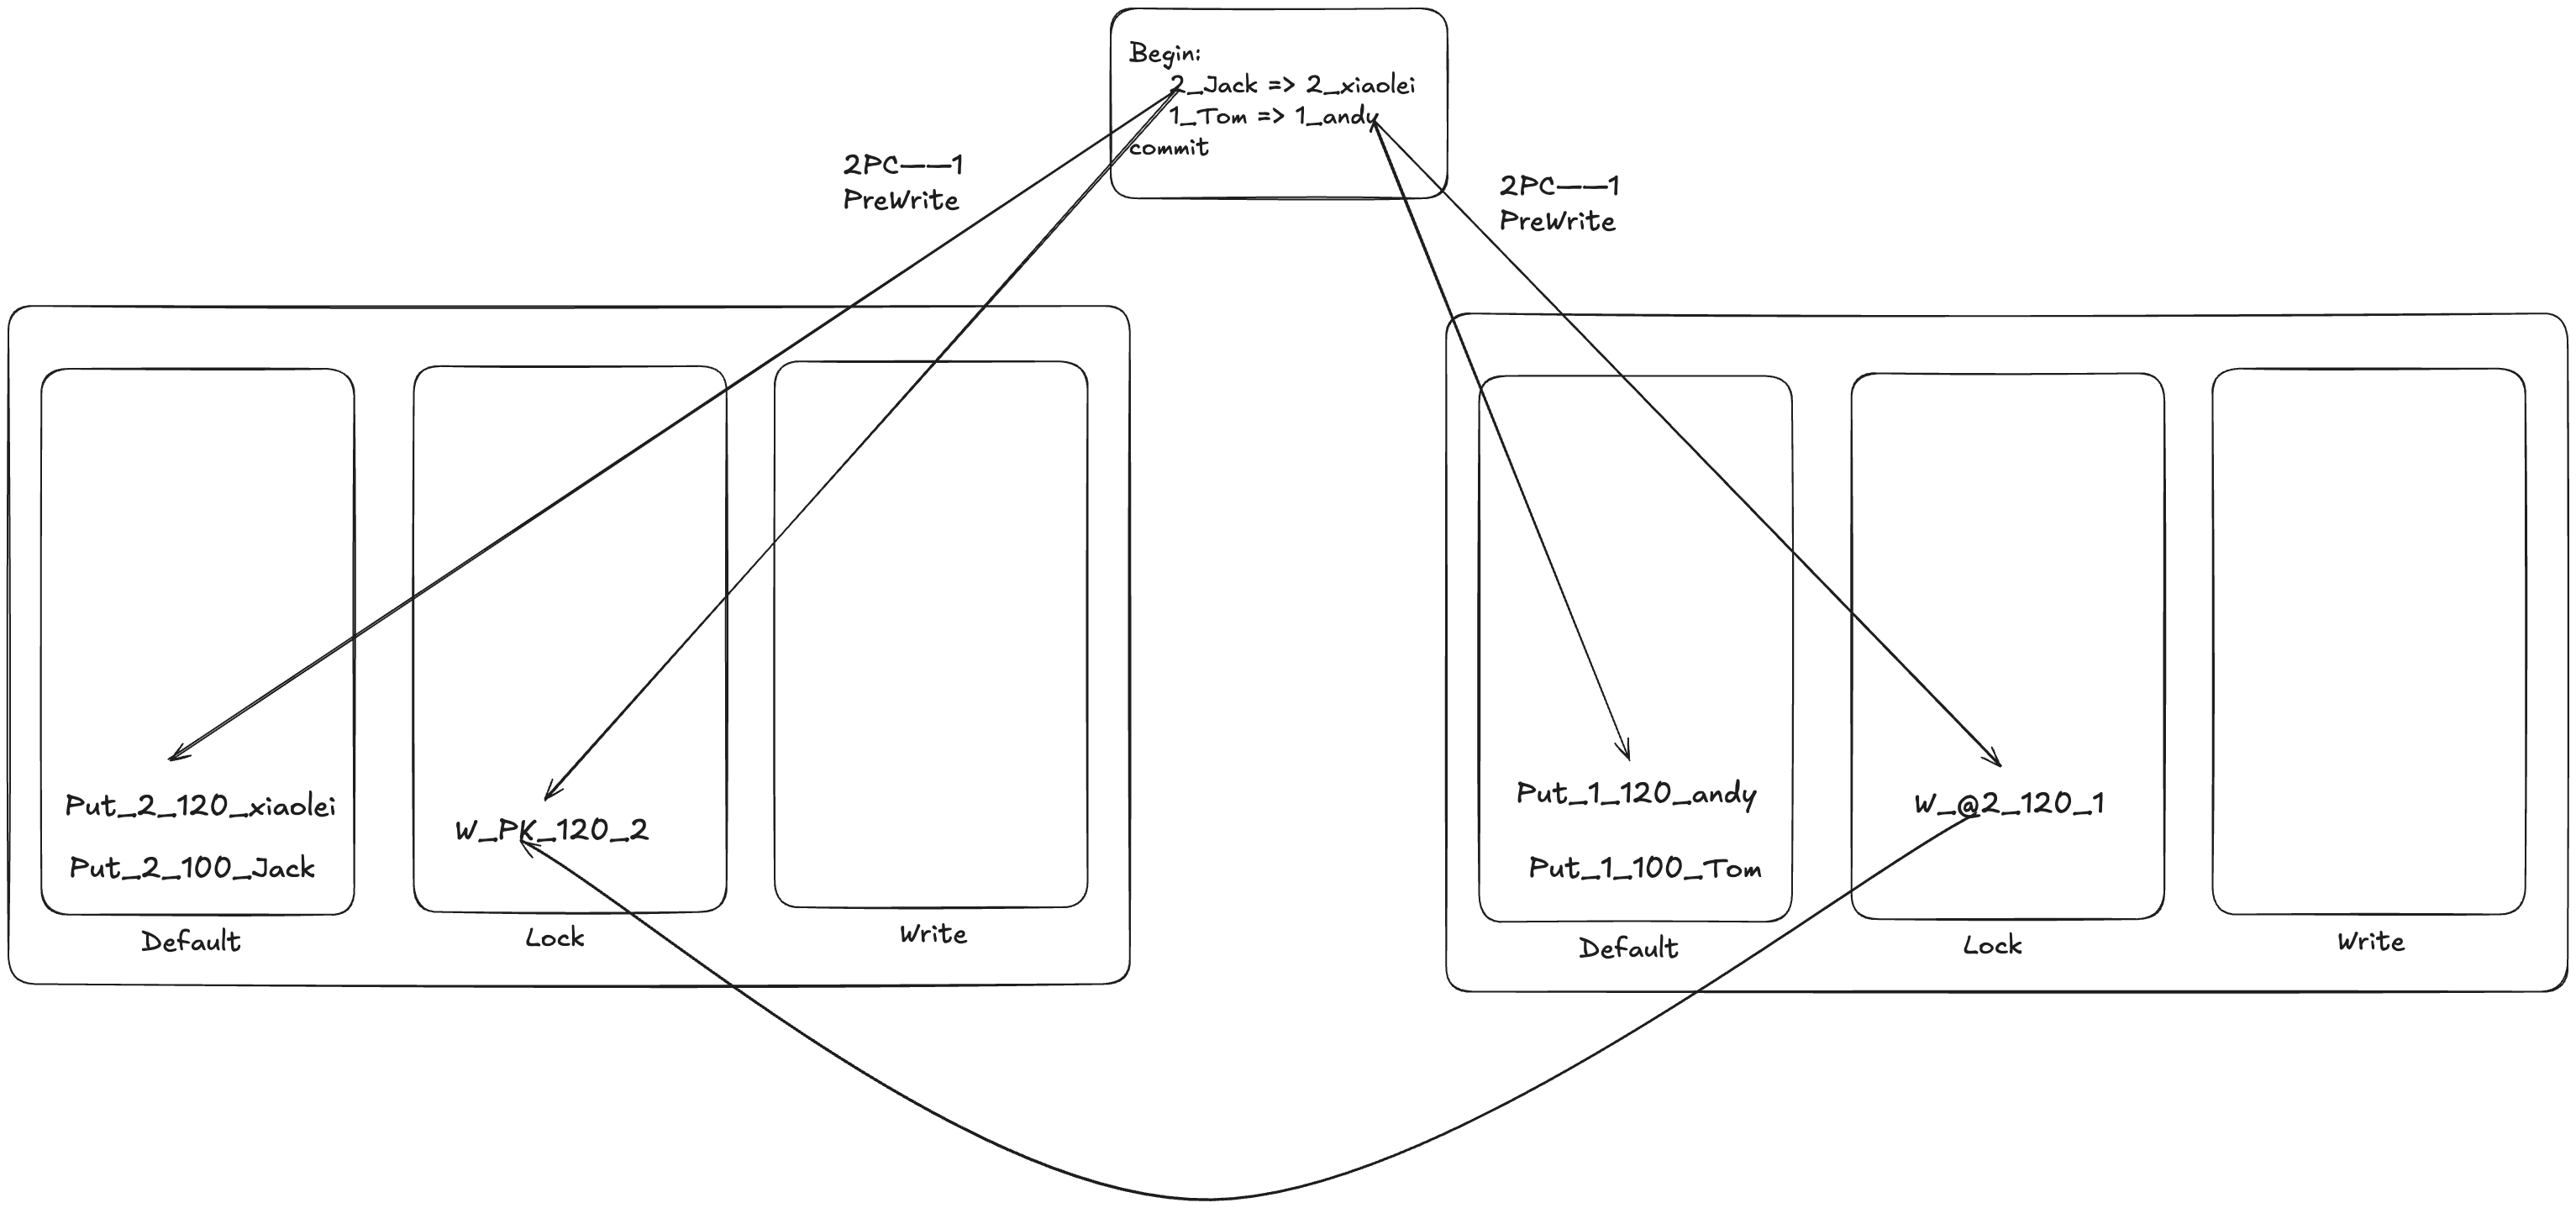 Begin:
2_Jack => 2_xiaolei
1_Tom => 1_andy
commit
2PC——1
PreWrite
2PC——1
PreWrite
Put_2_120_xiaolei
Put_2_100_Jack
Default
W_PK_120_2
Lock
Write
Put_1_120_andy
Put_1_100_Tom
Default
W_@2_120_1
Lock
Write